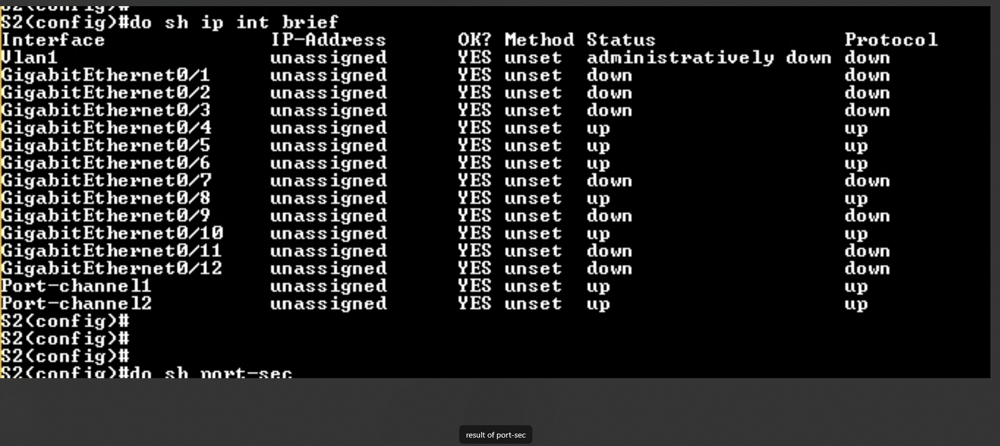 S2(config)#
S2(config)#do sh ip int brief
Interface IP-Address OK? Method Status Protocol
Vlan1 unassigned YES unset administratively down down
GigabitEthernet0/1 unassigned YES unset down down
GigabitEthernet0/2 unassigned YES unset down down
GigabitEthernet0/3 unassigned YES unset down down
GigabitEthernet0/4 unassigned YES unset up up
GigabitEthernet0/5 unassigned YES unset up up
GigabitEthernet0/6 unassigned YES unset up up
GigabitEthernet0/7 unassigned YES unset down down
GigabitEthernet0/8 unassigned YES unset up up
GigabitEthernet0/9 unassigned YES unset down down
GigabitEthernet0/10 unassigned YES unset up up
GigabitEthernet0/11 unassigned YES unset down down
GigabitEthernet0/12 unassigned YES unset down down
Port-channel1 unassigned YES unset up up
Port-channel2 unassigned YES unset up up
S2(config)#
S2(config)#
S2(config)#
S2(config)#do sh port-sec
result of port-sec